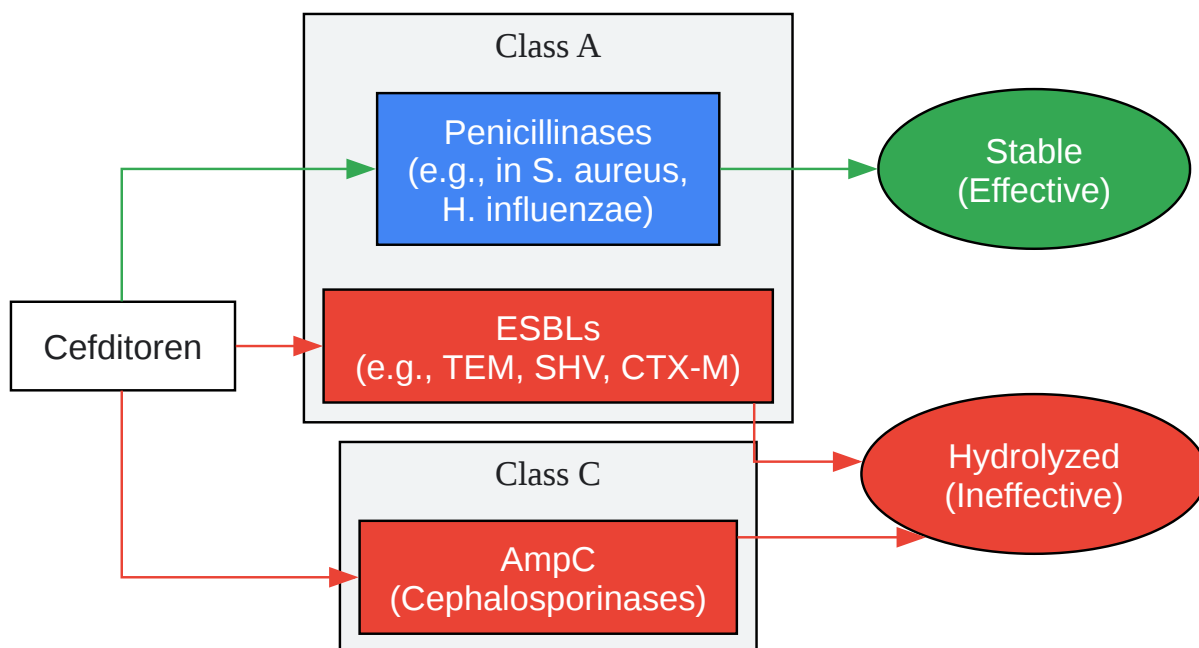 Class A
Penicillinases
(e.g., in S. aureus,
H. influenzae)
Stable
(Effective)
Cefditoren
ESBLs
(e.g., TEM, SHV, CTX-M)
Hydrolyzed
(Ineffective)
Class C
AmpC
(Cephalosporinases)